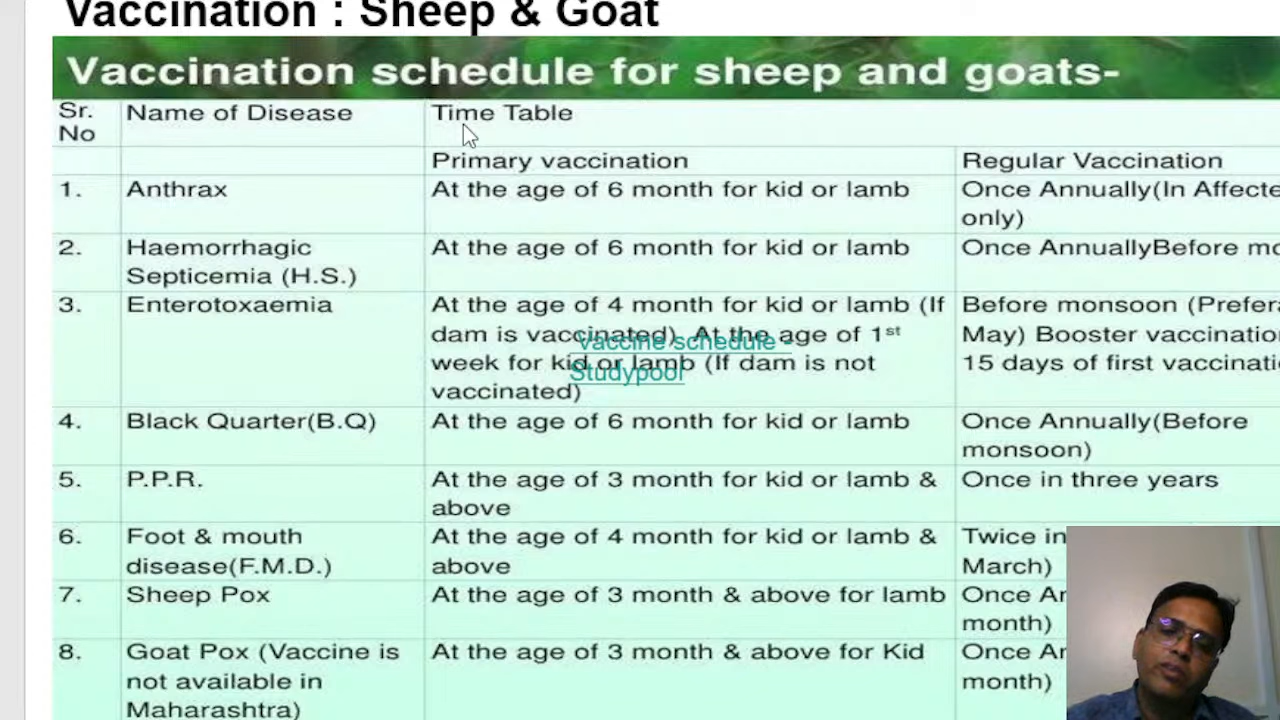 Vaccination : Sheep & Goat
Vaccination schedule for sheep and goats-
Sr. No
Name of Disease
Time Table
Primary vaccination
Regular Vaccination
1.
Anthrax
At the age of 6 month for kid or lamb
Once Annually(In
only)
2.
Haemorrhagic
Septicemia (H.S.)
At the age of 6 month for kid or lamb
Once AnnuallyBefore
3.
Enterotoxaemia
At the age of 4 month for kid or lamb (If
dam is vaccinated) At the age of 1st
week for kid or lamb (If dam is not
vaccinated)
Vaccine schedule -
Studypool
Before monsoon
May) Booster
15 days of first
4.
Black Quarter(B.Q)
At the age of 6 month for kid or lamb
Once Annually(Before
monsoon)
5.
P.P.R.
At the age of 3 month for kid or lamb &
above
Once in three years
6.
Foot & mouth
disease(F.M.D.)
At the age of 4 month for kid or lamb &
above
Twice in
March)
7.
Sheep Pox
At the age of 3 month & above for lamb
Once
month)
8.
Goat Pox (Vaccine is
not available in
Maharashtra)
At the age of 3 month & above for Kid
Once
month)